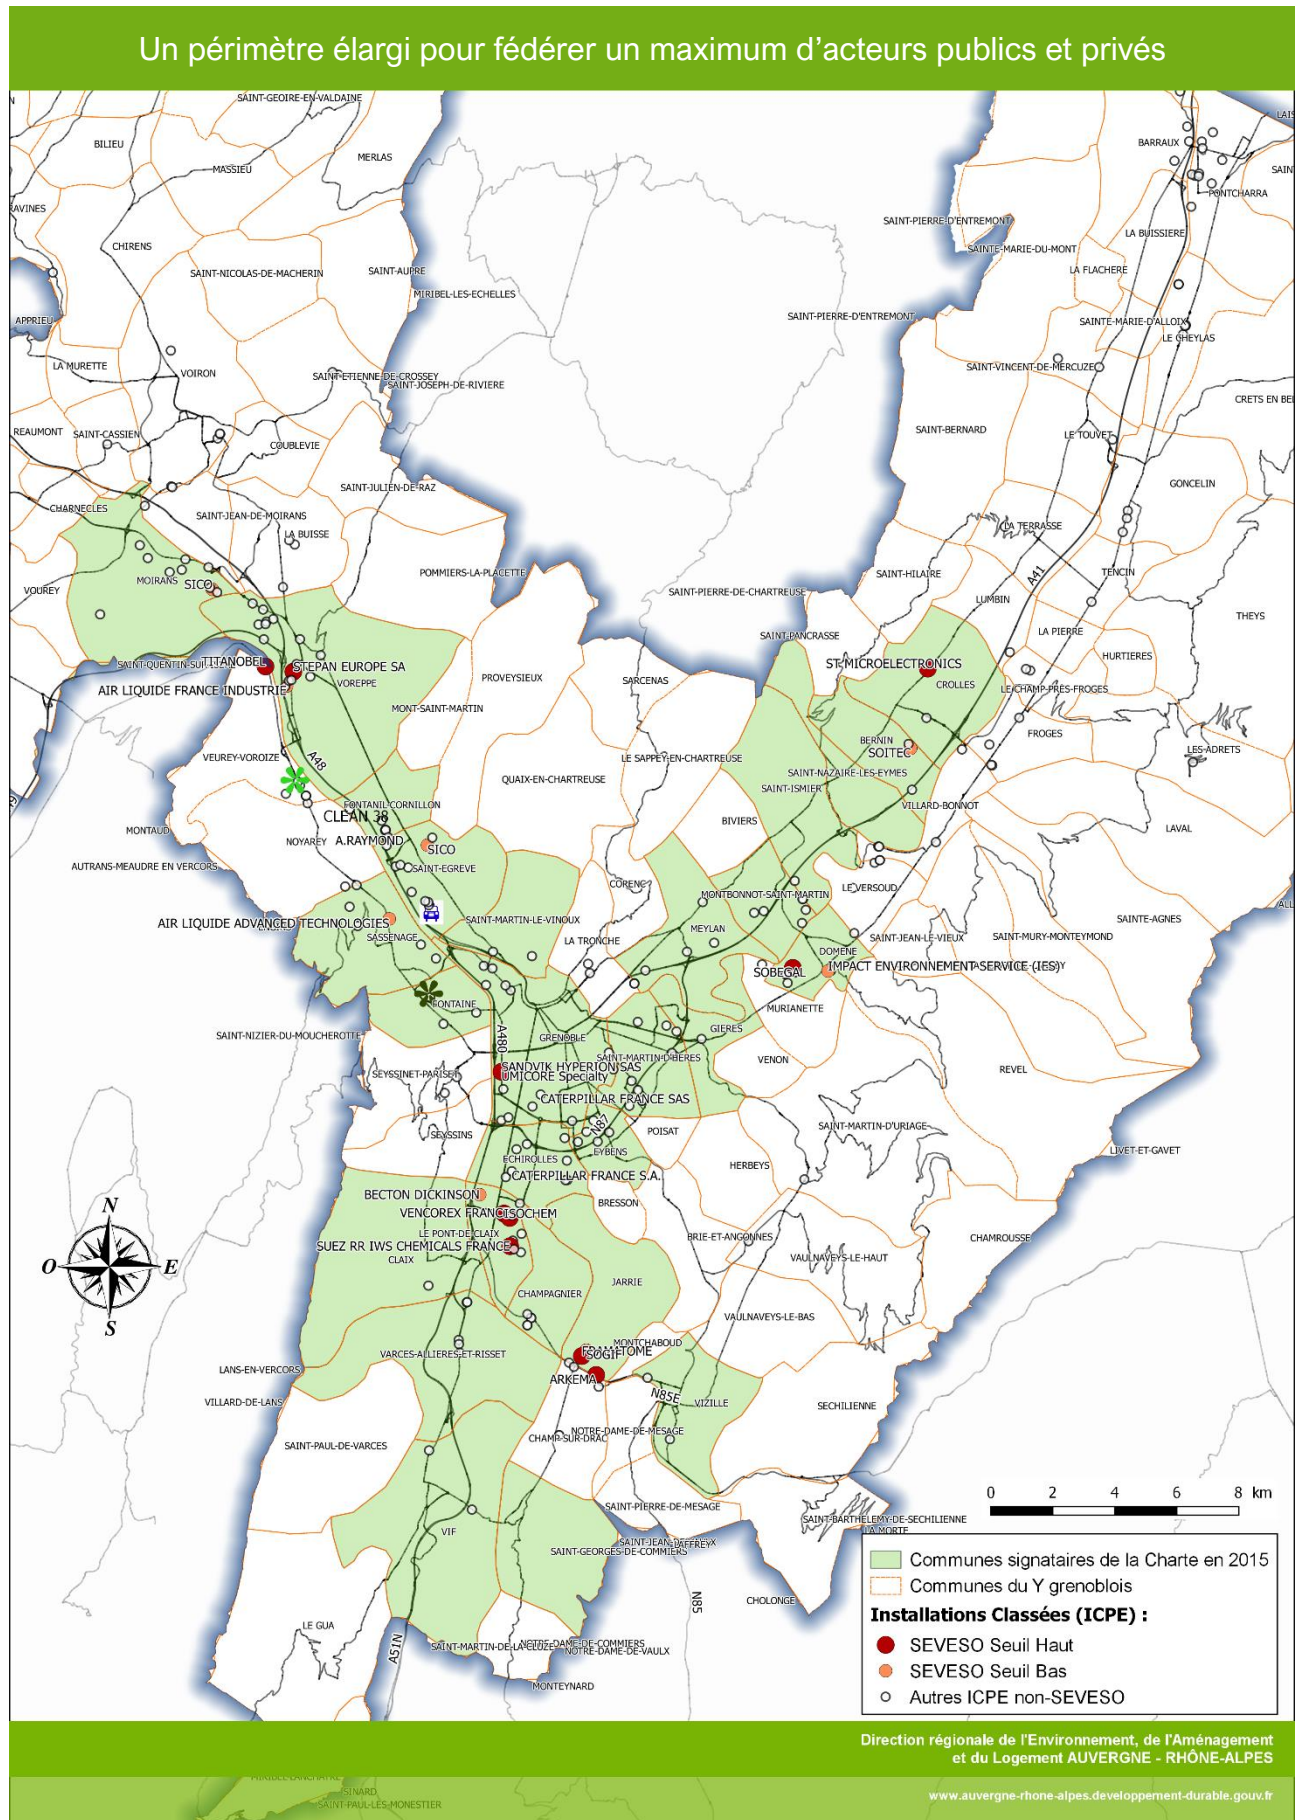 Un périmètre élargi pour fédérer un maximum d'acteurs publics et privés
SAINT-GEOIRE-EN-VALDAINE
BILIEU
MERLAS
MASSIEU
BARRAUX
PONTCHARRA
CHIRENS
SAINT-PIERRE-D'ENTREMONT
LA BUISSIERE
SAINTE-MARIE-DU-MONT
SAINT-NICOLAS-DE-MACHERIN
SAINT-AUPRE
LA FLACHERE
MIRIBEL-LES-ECHELLES
APPRIEU
SAINT-PIERRE-D'ENTREMONT
SAINTE-MARIE-D'ALLOIX
LE CHEYLAS
LA MURETTE
VOIRON
SAINT-ETIENNE-DE-CROSSEY
SAINT-JOSEPH-DE-RIVIERE
SAINT-VINCENT-DE-MERCUZE
CRETS EN BEL
REAUMONT
SAINT-CASSIEN
COUBLEVIE
SAINT-BERNARD
LE TOUVET
GONCELIN
SAINT-JULIEN-DE-RAZ
CHARNECLES
SAINT-JEAN-DE-MOIRANS
LA BUISSE
LA TERRASSE
POMMIERS-LA-PLACETTE
SAINT-HILAIRE
A41
TENCIN
MOIRANS
SICO
VOUREY
SAINT-PIERRE-DE-CHARTREUSE
LUMBIN
THEYS
SAINT-PANCRASSE
LA PIERRE
HURTIERES
TITANOBEL
STEPAN EUROPE SA
ST MICROELECTRONICS
VOREPPE
PROVEYSIEUX
SARCENAS
CROLLES
LE CHAMP-PRES-FROGES
AIR LIQUIDE FRANCE INDUSTRIE
MONT-SAINT-MARTIN
FROGES
VEUREY-VOROIZE
A48
LE SAPPEY-EN-CHARTREUSE
BERNIN
SOITEC
LES-ADRETS
QUAIX-EN-CHARTREUSE
SAINT-NAZAIRE-LES-EYMES
SAINT-ISMIER
FONTANIL-CORNILLON
VILLARD-BONNOT
CLEAN 38
BIVIERS
LAVAL
MONTAUD
NOYAREY
A.RAYMOND
SICO
AUTRANS-MEAUDRE EN VERCORS
SAINT-EGREVE
CORENC
MONTBONNOT-SAINT-MARTIN
LE VERSOUD
AIR LIQUIDE ADVANCED TECHNOLOGIES
SAINT-MARTIN-LE-VINOUX
SAINTE-AGNES
SASSENAGE
LA TRONCHE
MEYLAN
SAINT-JEAN-LE-VIEUX
SAINT-MURY-MONTEYMOND
DOMENE
SOBEGAL
IMPACT ENVIRONNEMENT SERVICE (IES)
FONTAINE
MURIANETTE
SAINT-NIZIER-DU-MOUCHEROTTE
A480
GRENOBLE
GIERES
SAINT-MARTIN-D'HERES
VENON
SANDVIK HYPERION SAS
UMICORE Specialty
SEYSSINET-PARISET
REVEL
CATERPILLAR FRANCE SAS
N87
SEYSSINS
POISAT
SAINT-MARTIN-D'URIAGE
EYBENS
ECHIROLLES
LIVET-ET-GAVET
HERBEYS
CATERPILLAR FRANCE S.A.
BECTON DICKINSON
BRESSON
N
VENCOREX FRANC
ISOCHEM
LE PONT-DE-CLAIX
BRIE-ET-ANGONNES
CHAMROUSSE
SUEZ RR IWS CHEMICALS FRANCE
CLAIX
VAULNAVEYS-LE-HAUT
O
E
JARRIE
CHAMPAGNIER
VAULNAVEYS-LE-BAS
S
MONTCHABOUD
VARCES-ALLIERES-ET-RISSET
FRAMATOME
SOGIF
LANS-EN-VERCORS
ARKEMA
N85E
VILLARD-DE-LANS
VIZILLE
SECHILIENNE
NOTRE-DAME-DE-MESAGE
CHAMP-SUR-DRAC
SAINT-PAUL-DE-VARCES
0 2 4 6 8 km
SAINT-PIERRE-DE-MESAGE
SAINT-BARTHELEMY-DE-SECHILIENNE
LA MORTE
VIF
LAFFREY
SAINT-GEORGES-DE-COMMIERS
N85
CHOLONGE
LE GUA
A51N
SAINT-MARTIN-DE-LA-CLUZE
NOTRE-DAME-DE-COMMIERS
NOTRE-DAME-DE-VAULX
MONTEYNARD
Communes signataires de la Charte en 2015
Communes du Y grenoblois
Installations Classées (ICPE) :
SEVESO Seuil Haut
SEVESO Seuil Bas
Autres ICPE non-SEVESO
Direction régionale de l'Environnement, de l'Aménagement
et du Logement AUVERGNE - RHÔNE-ALPES
SINARD
SAINT-PAUL-LES-MONESTIER
www.auvergne-rhone-alpes.developpement-durable.gouv.fr